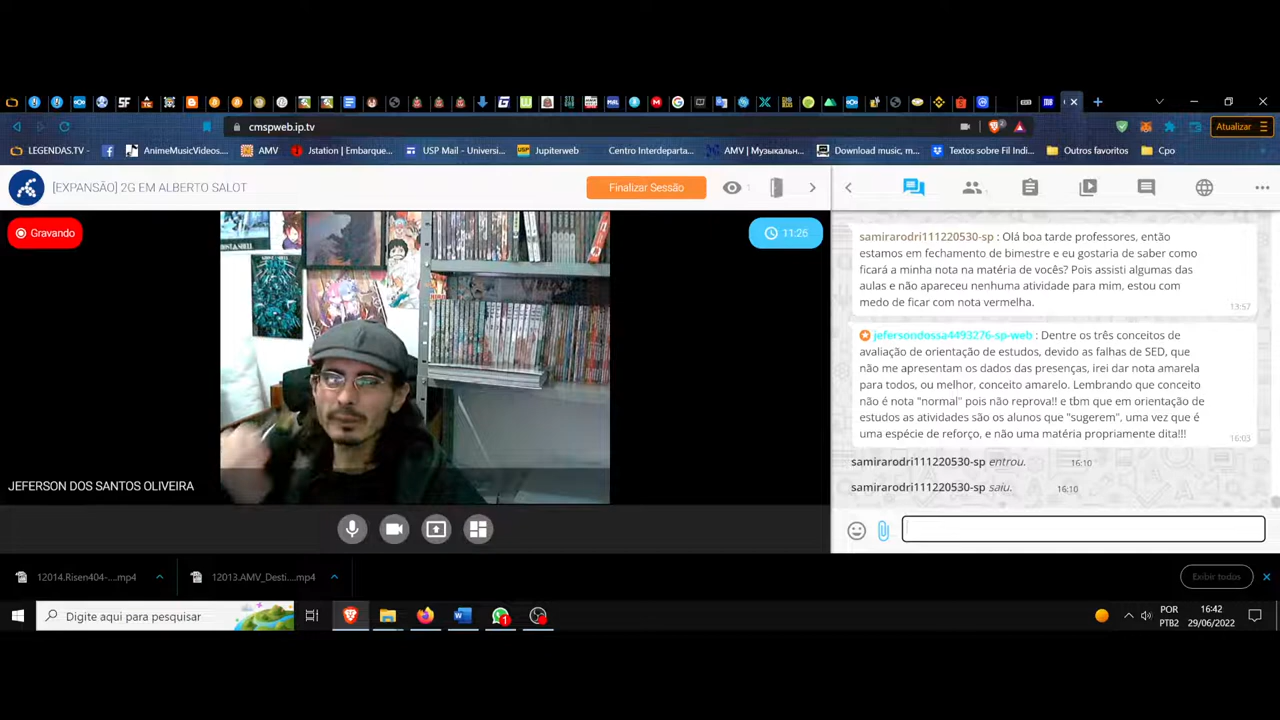 cmspweb.ip.tv
Atualizar
LEGENDAS.TV
AnimeMusicVideos...
AMV
Jstation | Embarque...
USP Mail - Universi...
Jupiterweb
Centro Interdeparta...
AMV | Музыкальн...
Download music, m...
Textos sobre Fil Indi...
Outros favoritos
Cpo
[EXPANSÃO] 2G EM ALBERTO SALOT
Finalizar Sessão
Gravando
11:26
JEFERSON DOS SANTOS OLIVEIRA
samirarodri111220530-sp : Olá boa tarde professores, então
estamos em fechamento de bimestre e eu gostaria de saber como
ficará a minha nota na matéria de vocês? Pois assisti algumas das
aulas e não apareceu nenhuma atividade para mim, estou com
medo de ficar com nota vermelha.
13:57
jefersondossa4493276-sp-web : Dentre os três conceitos de
avaliação de orientação de estudos, devido as falhas de SED, que
não me apresentam os dados das presenças, irei dar nota amarela
para todos, ou melhor, conceito amarelo. Lembrando que conceito
não é nota "normal" pois não reprova!! e tbm que em orientação de
estudos as atividades são os alunos que "sugerem", uma vez que é
uma espécie de reforço, e não uma matéria propriamente dita!!!
16:03
samirarodri111220530-sp entrou. 16:10
samirarodri111220530-sp saiu. 16:10
12014.Risen404-....mp4
12013.AMV_Desti....mp4
Exibir todos
Digite aqui para pesquisar
POR
PTB2
16:42
29/06/2022